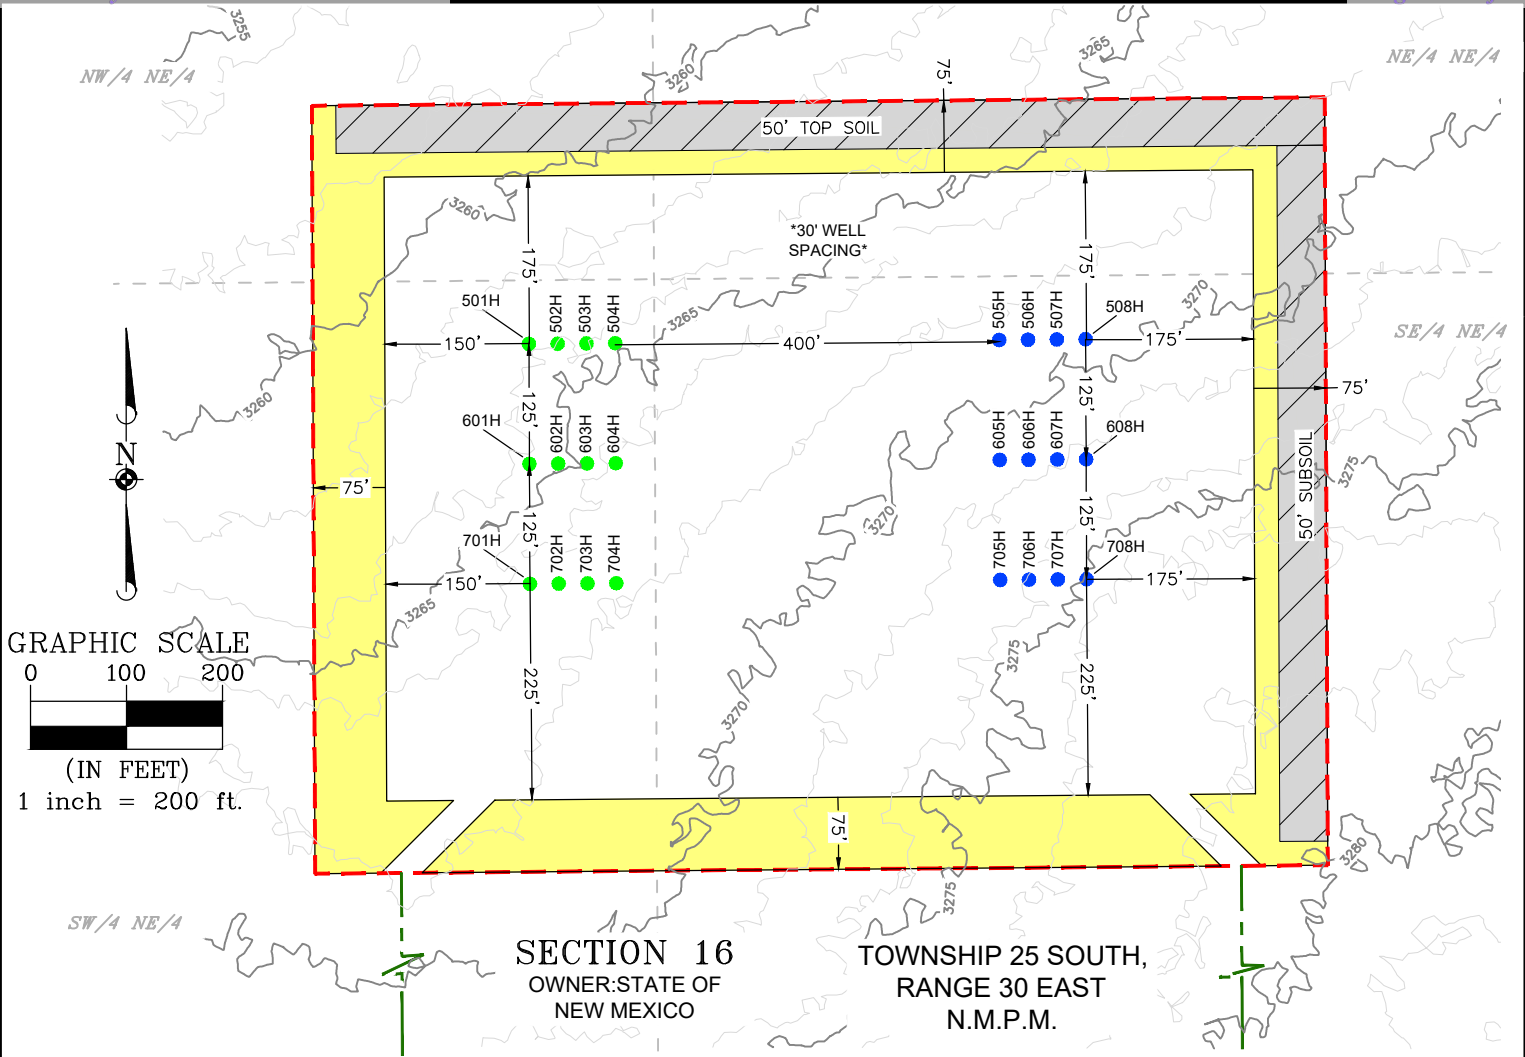 3255
NW/4 NE/4
3260
75'
3265
NE/4 NE/4
50' TOP SOIL
3260
*30' WELL
SPACING*
175'
175'
501H
502H
503H
504H
3265
505H
506H
507H
508H
3270
SE/4 NE/4
150'
400'
175'
75'
3260
125'
125'
601H
602H
603H
604H
605H
606H
607H
608H
50' SUBSOIL
3275
N
75'
3270
125'
125'
701H
702H
703H
704H
705H
706H
707H
708H
150'
175'
3265
GRAPHIC SCALE
0 100 200
(IN FEET)
1 inch = 200 ft.
225'
3275
225'
3270
75'
3280
3275
SW/4 NE/4
SECTION 16
OWNER:STATE OF
NEW MEXICO
TOWNSHIP 25 SOUTH,
RANGE 30 EAST
N.M.P.M.